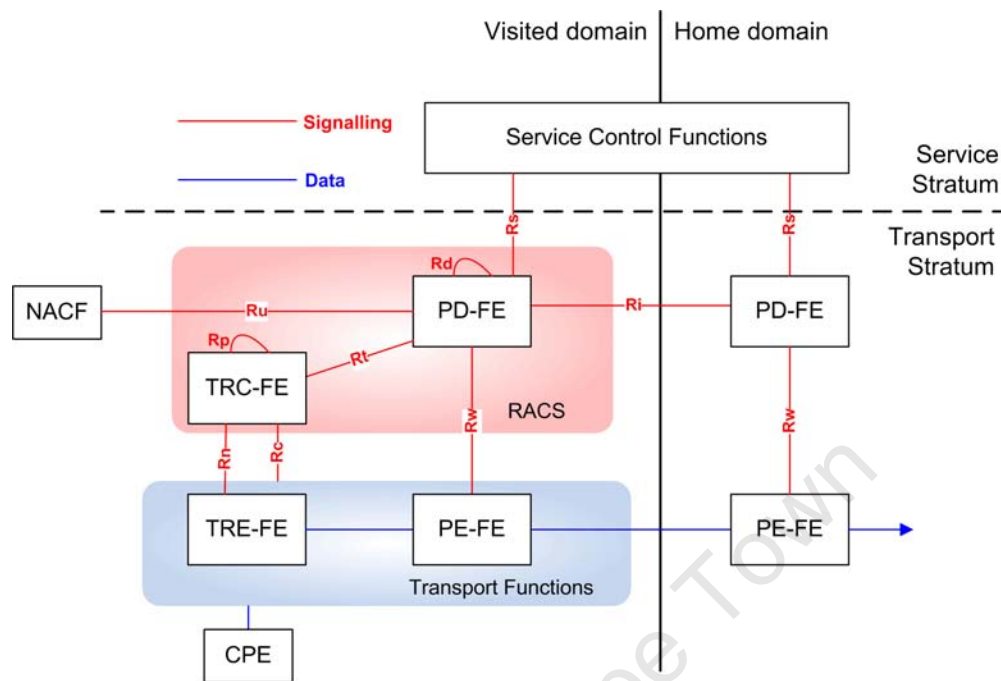 Visited domain
Home domain
Signalling
Data
Service Control Functions
Service
Stratum
Transport
Stratum
Rs
Rs
NACF
Ru
Rd
PD-FE
Ri
PD-FE
Rp
TRC-FE
Rt
RACS
Rw
Rw
Rn
Rc
TRE-FE
PE-FE
PE-FE
Transport Functions
CPE
pe Town